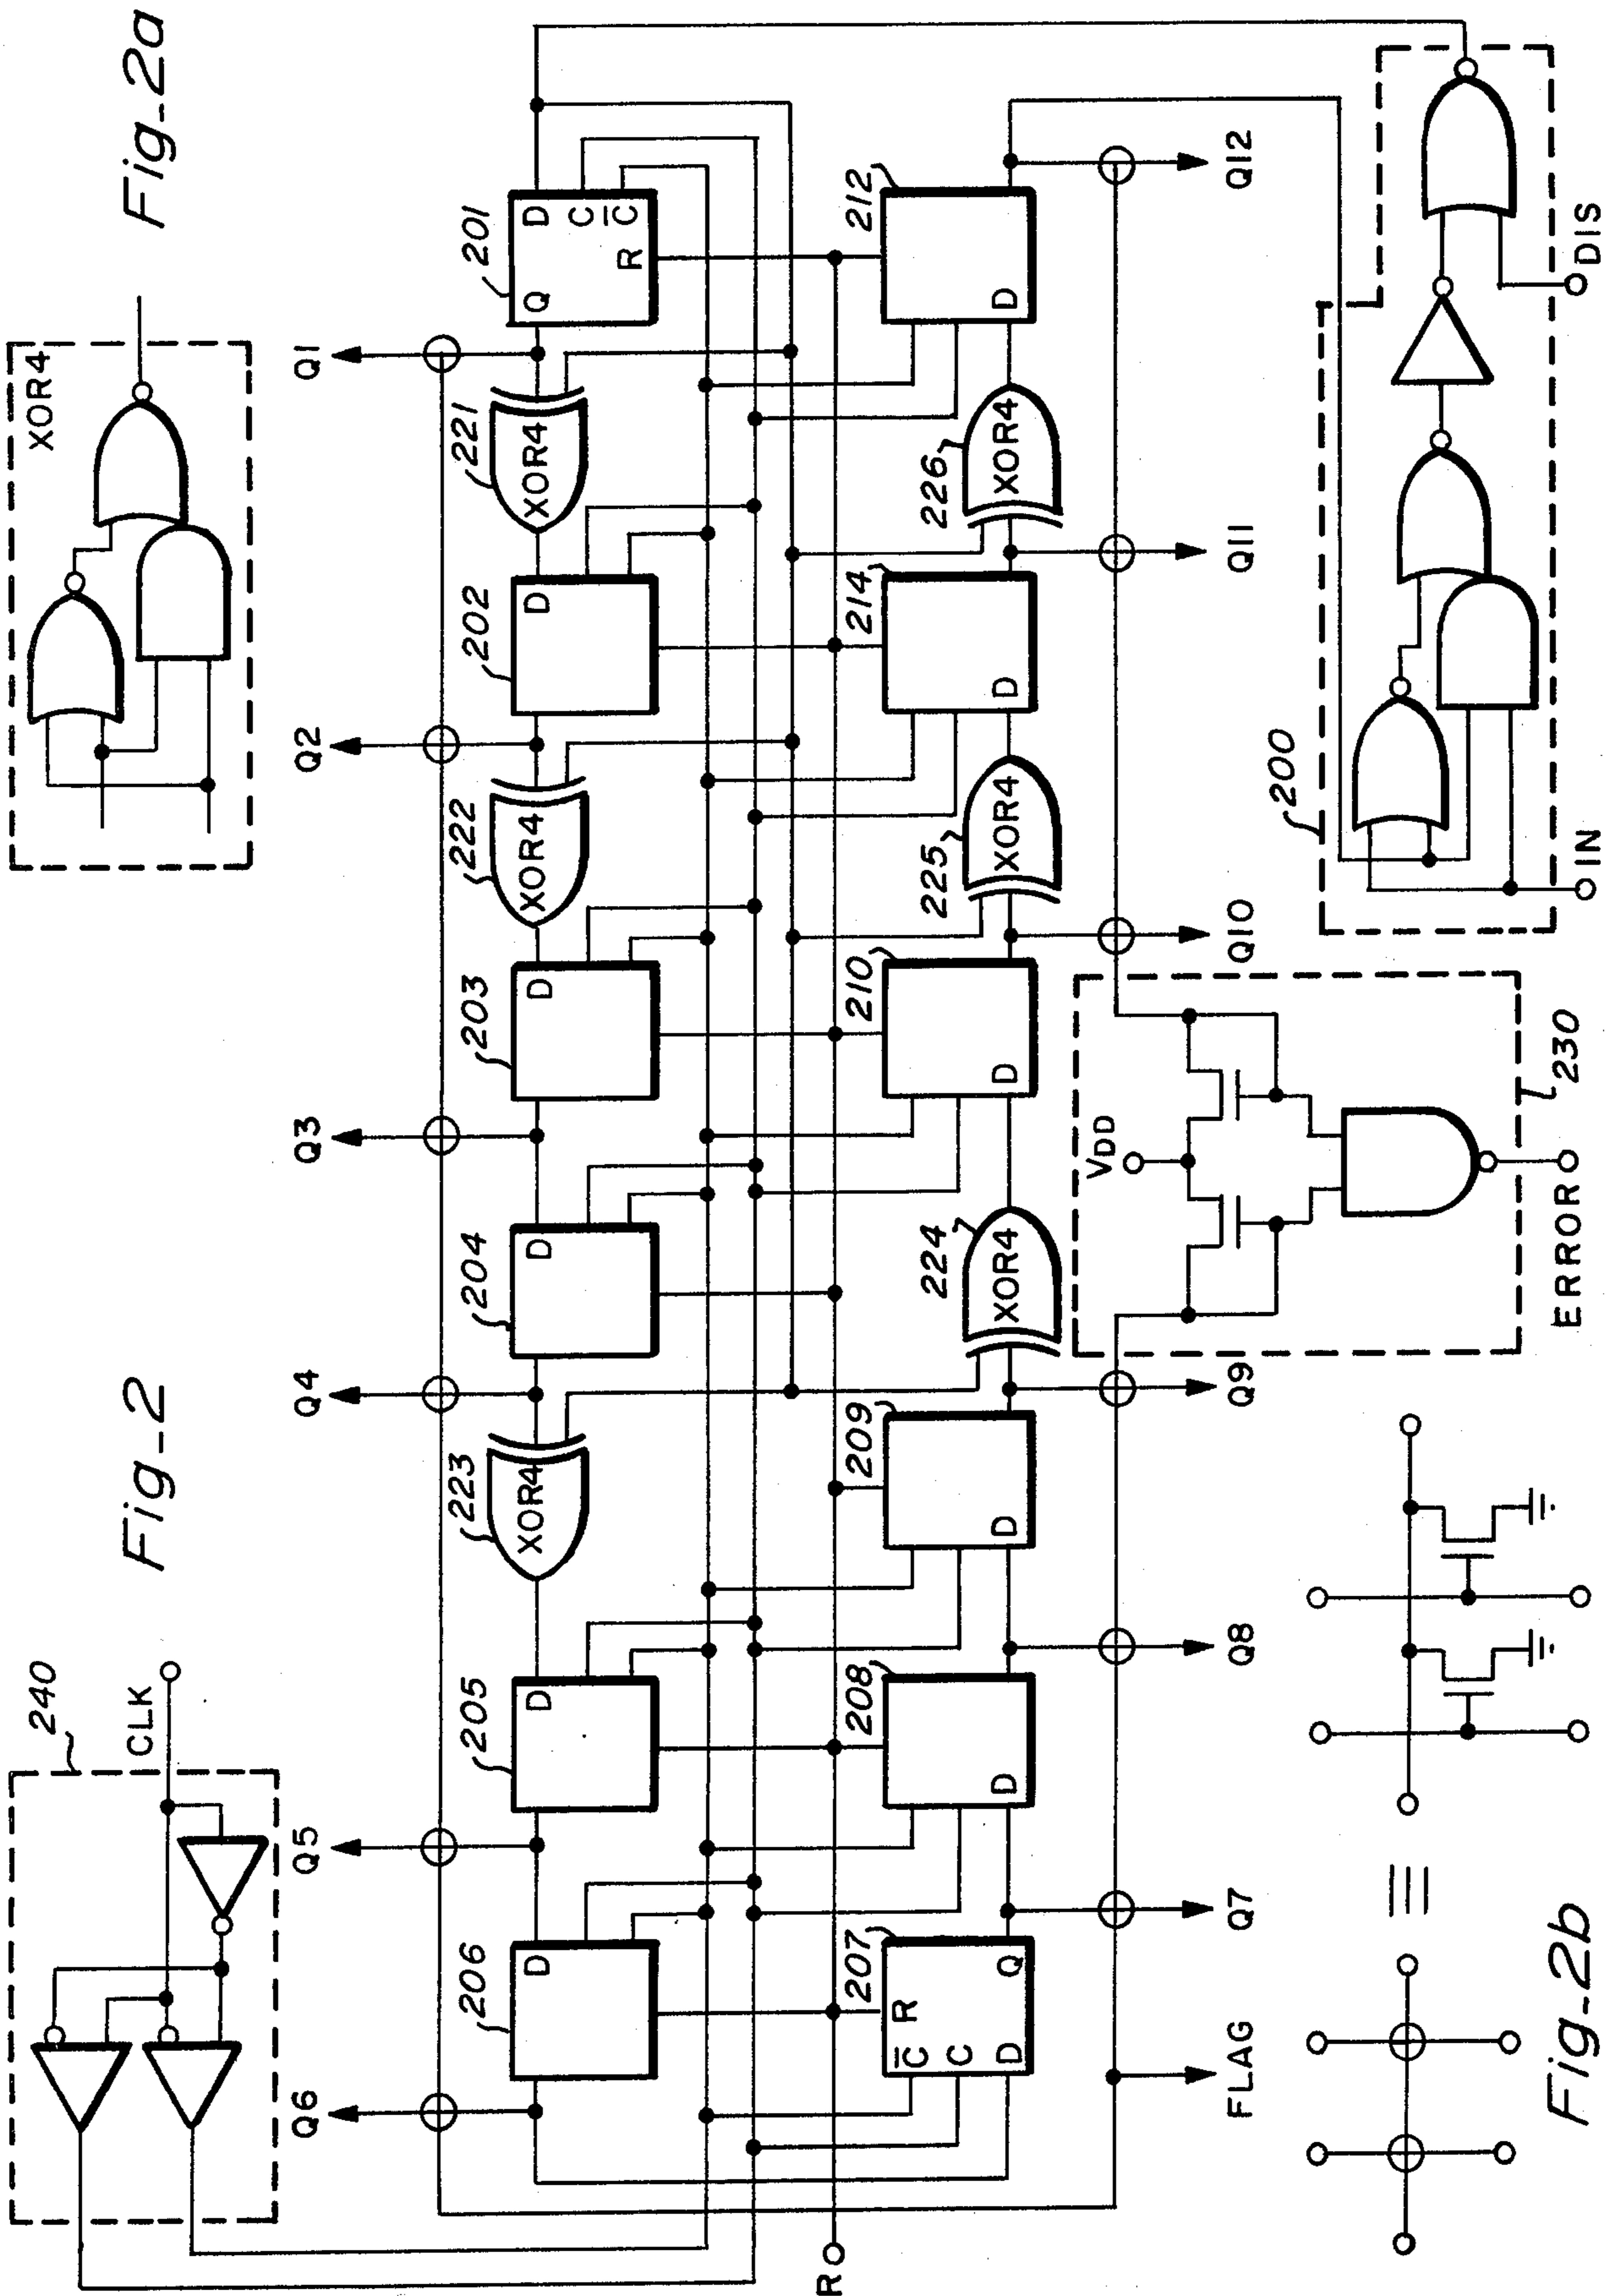 Fig_2a
XOR4
Fig_2
240
CLK
Q6
Q5
Q4
Q3
Q2
Q1
206
D
205
D
223
XOR4
204
D
203
D
222
XOR4
202
D
221
XOR4
201
Q
D
C
C̅
R
R
207
R
C̅
C
D
Q
208
D
209
D
224
XOR4
210
D
225
XOR4
214
D
226
XOR4
212
D
FLAG
Q7
Q8
Q9
Q10
Q11
Q12
VDD
ERROR
230
200
IN
DIS
Fig_2b